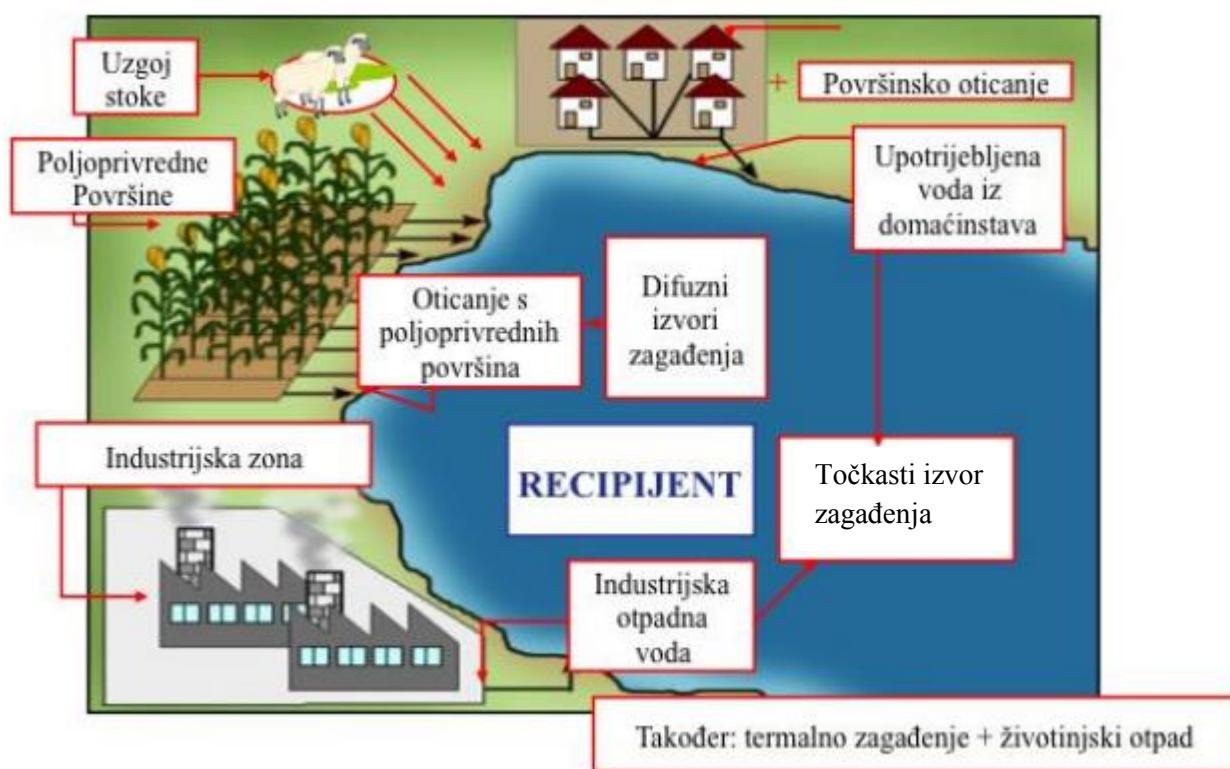 Uzgoj
stoke
+
Površinsko oticanje
Poljoprivredne
Površine
Upotrijebljena
voda iz
domaćinstava
Oticanje s
poljoprivrednih
površina
Difuzni
izvori
zagađenja
Industrijska zona
RECIPIJENT
Točkasti izvor
zagađenja
Industrijska
otpadna
voda
Također: termalno zagađenje + životinjski otpad